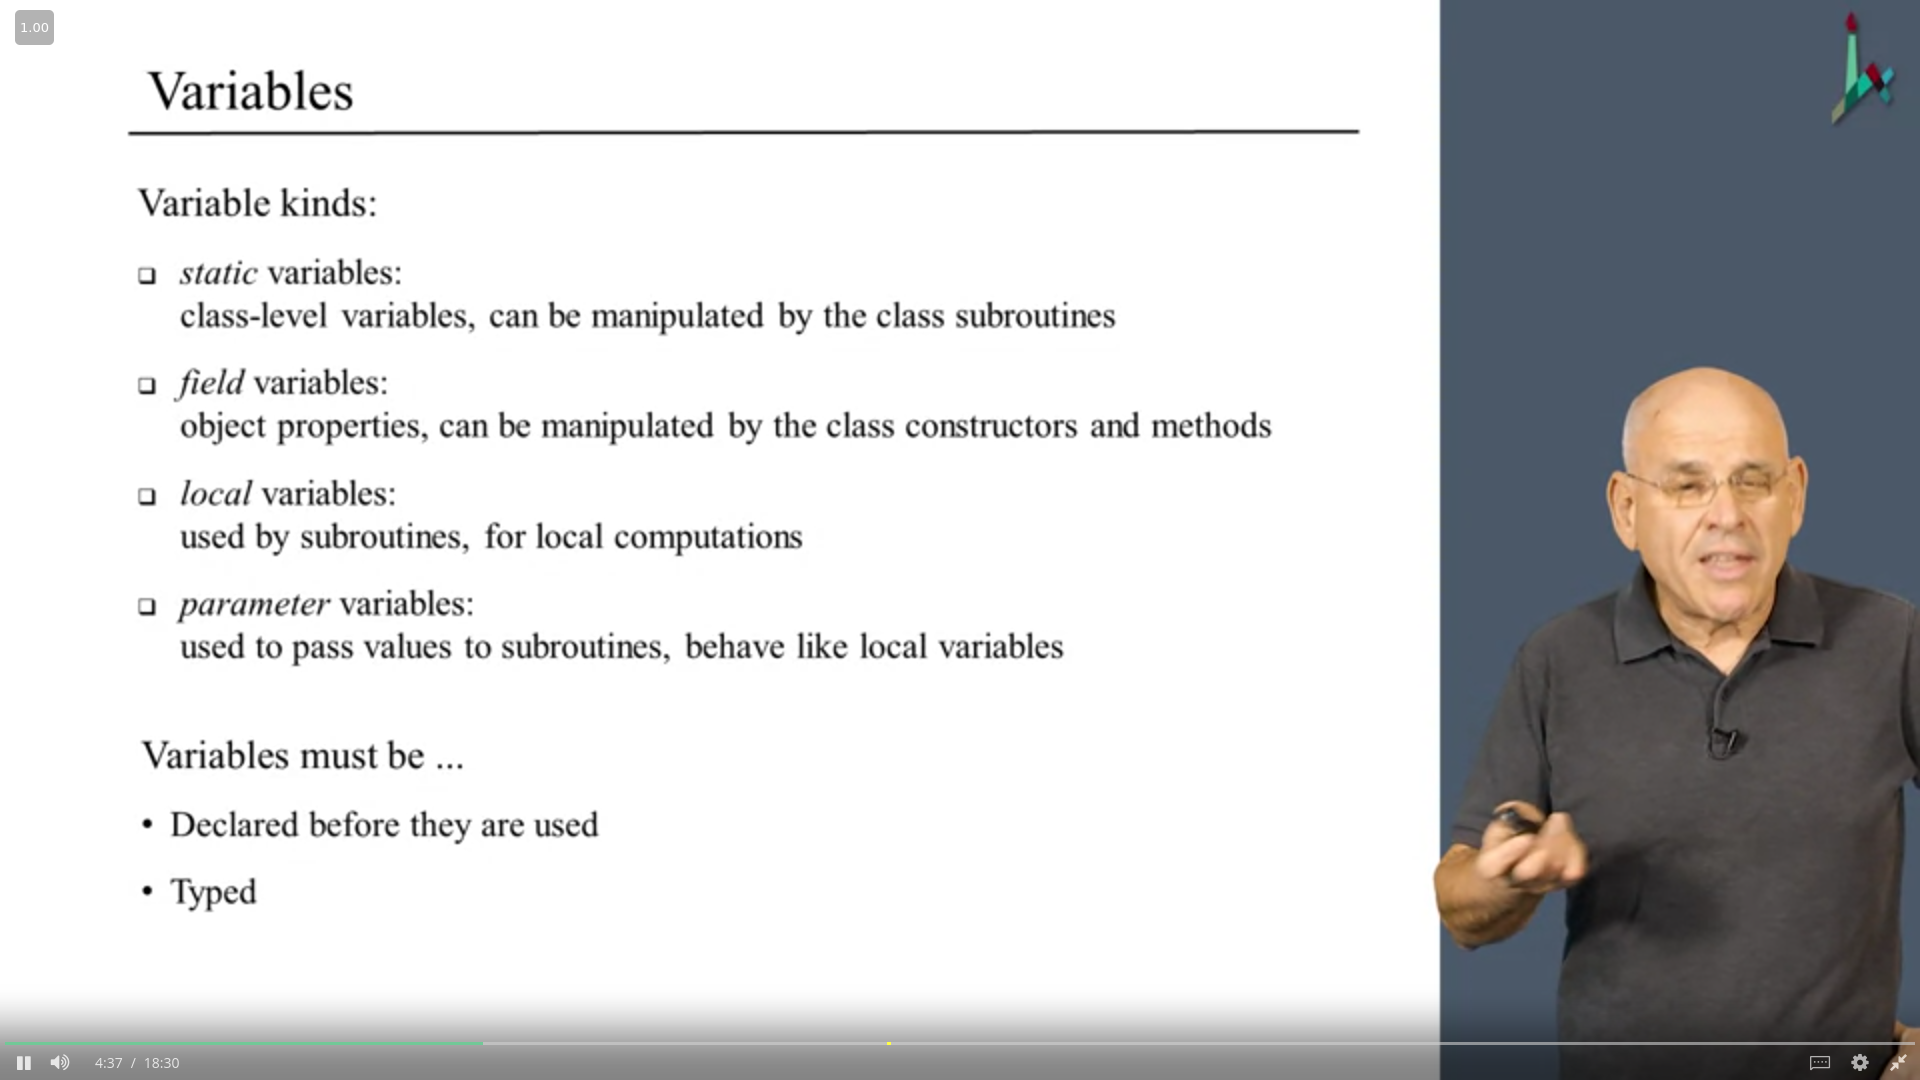 1.00
Variables
Variable kinds:
❑ static variables:
class-level variables, can be manipulated by the class subroutines
❑ field variables:
object properties, can be manipulated by the class constructors and methods
❑ local variables:
used by subroutines, for local computations
❑ parameter variables:
used to pass values to subroutines, behave like local variables
Variables must be ...
• Declared before they are used
• Typed
4:37 / 18:30